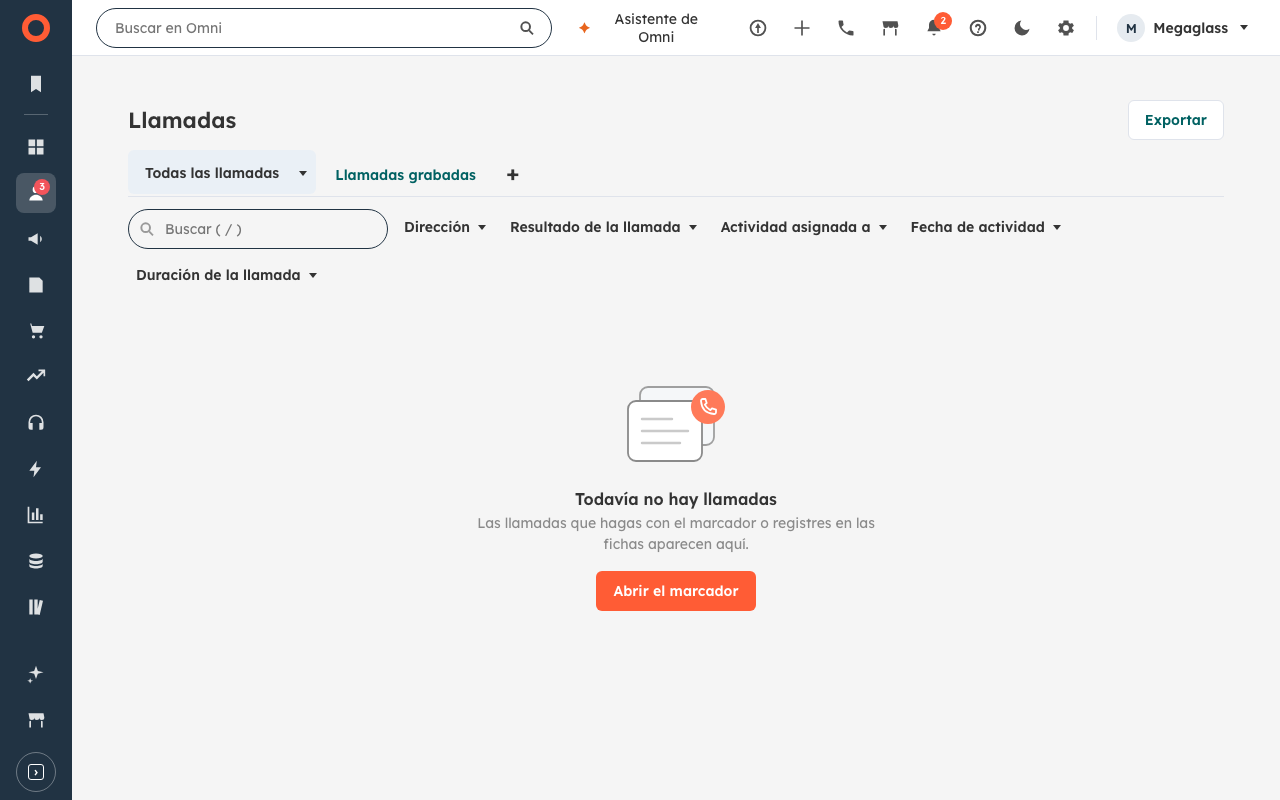 Buscar en Omni
Asistente de
Omni
2
M
Megaglass
3
Llamadas
Exportar
Todas las llamadas
Llamadas grabadas
Buscar ( / )
Dirección
Resultado de la llamada
Actividad asignada a
Fecha de actividad
Duración de la llamada
Todavía no hay llamadas
Las llamadas que hagas con el marcador o registres en las
fichas aparecen aquí.
Abrir el marcador